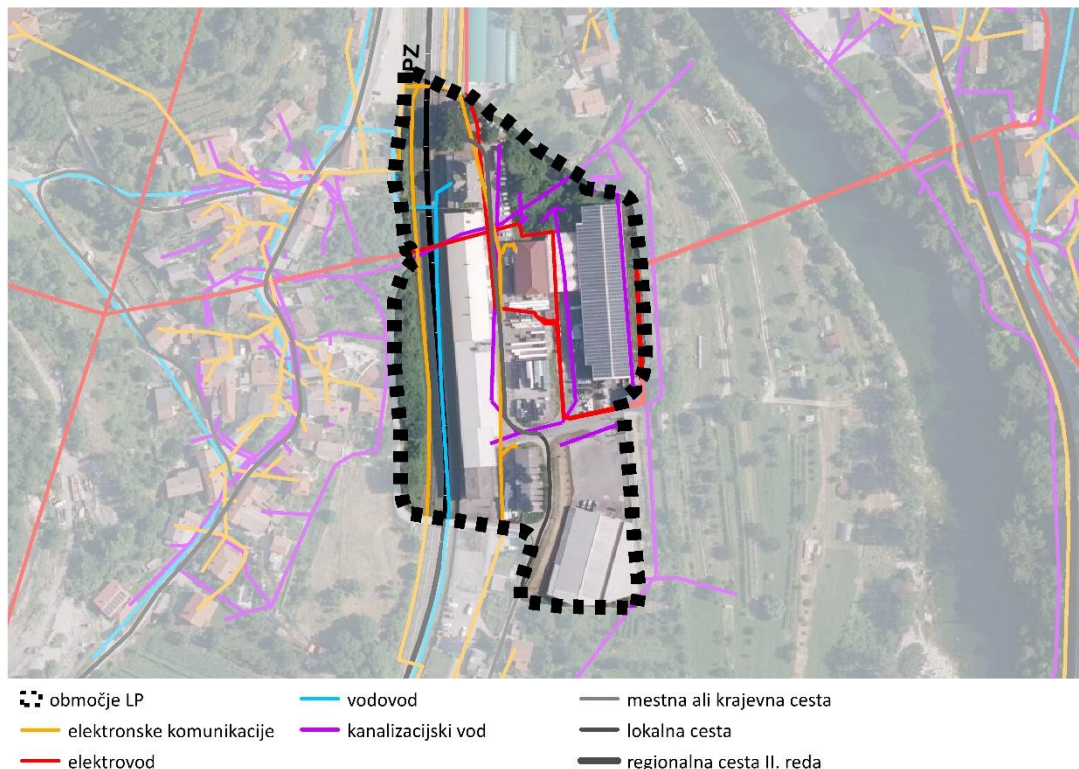 PZ
območje LP
elektronske komunikacije
elektrovod
vodovod
kanalizacijski vod
mestna ali krajevna cesta
lokalna cesta
regionalna cesta II. reda